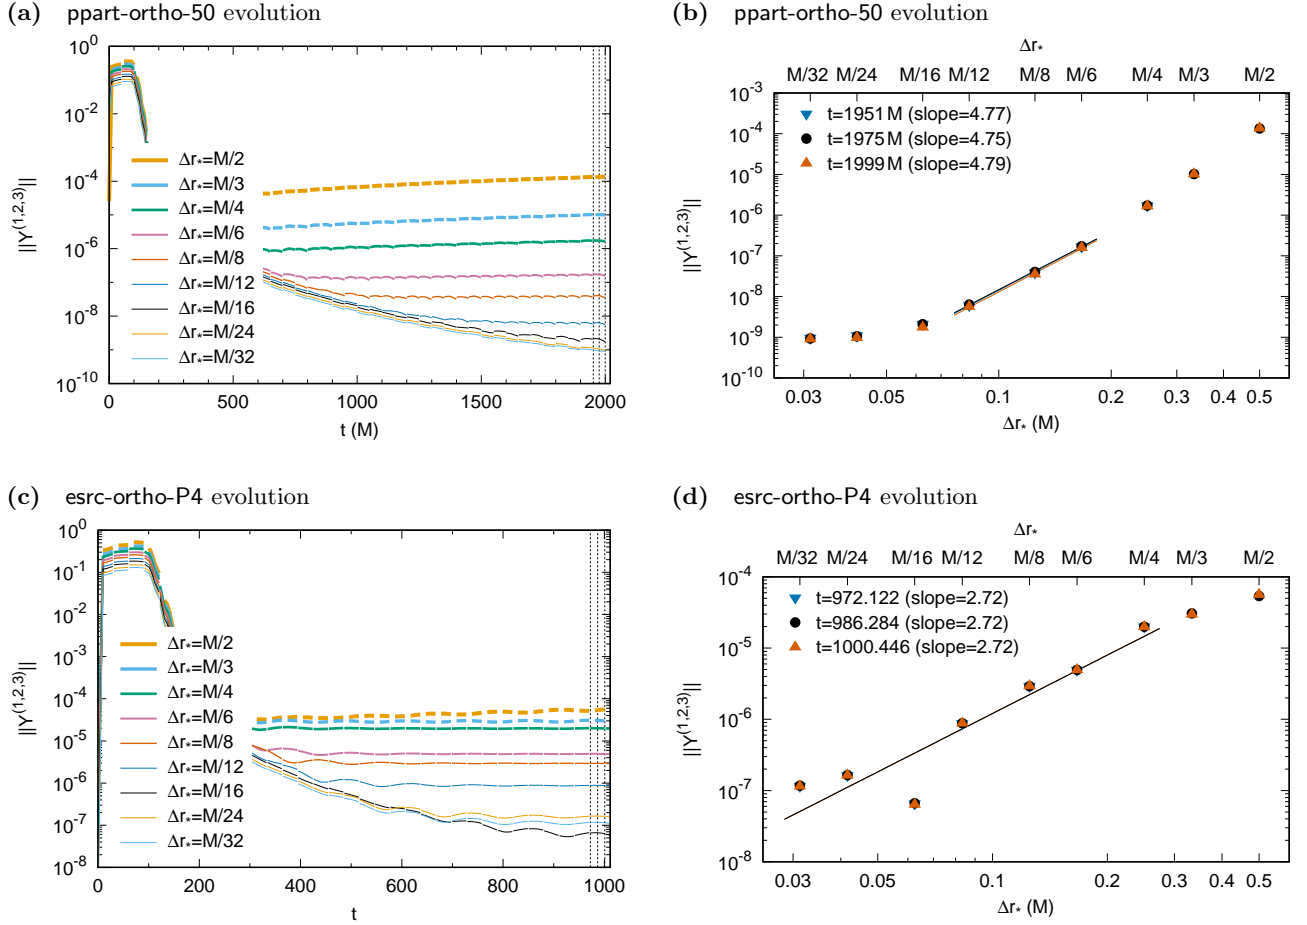 (a) ppart-ortho-50 evolution
10^0
10^-2
10^-4
10^-6
10^-8
10^-10
||Y^(1,2,3)||
Δr⋆=M/2
Δr⋆=M/3
Δr⋆=M/4
Δr⋆=M/6
Δr⋆=M/8
Δr⋆=M/12
Δr⋆=M/16
Δr⋆=M/24
Δr⋆=M/32
0 500 1000 1500 2000
t (M)
(b) ppart-ortho-50 evolution
Δr⋆
M/32 M/24 M/16 M/12 M/8 M/6 M/4 M/3 M/2
10^-3
10^-4
10^-5
10^-6
10^-7
10^-8
10^-9
10^-10
||Y^(1,2,3)||
t=1951 M (slope=4.77)
t=1975 M (slope=4.75)
t=1999 M (slope=4.79)
0.03 0.05 0.1 0.2 0.3 0.4 0.5
Δr⋆ (M)
(c) esrc-ortho-P4 evolution
10^0
10^-1
10^-2
10^-3
10^-4
10^-5
10^-6
10^-7
10^-8
||Y^(1,2,3)||
Δr⋆=M/2
Δr⋆=M/3
Δr⋆=M/4
Δr⋆=M/6
Δr⋆=M/8
Δr⋆=M/12
Δr⋆=M/16
Δr⋆=M/24
Δr⋆=M/32
0 200 400 600 800 1000
t
(d) esrc-ortho-P4 evolution
Δr⋆
M/32 M/24 M/16 M/12 M/8 M/6 M/4 M/3 M/2
10^-4
10^-5
10^-6
10^-7
10^-8
||Y^(1,2,3)||
t=972.122 (slope=2.72)
t=986.284 (slope=2.72)
t=1000.446 (slope=2.72)
0.03 0.05 0.1 0.2 0.3 0.4 0.5
Δr⋆ (M)